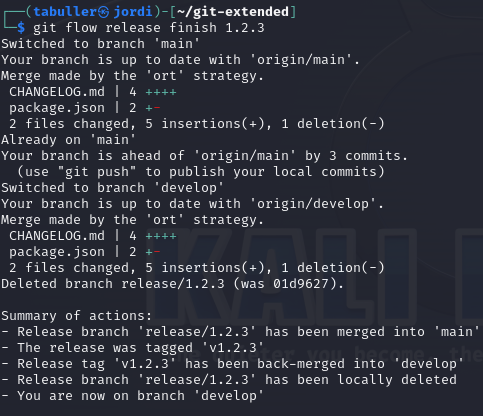 ┌──(tabuller㉿jordi)-[~/git-extended]
└─$ git flow release finish 1.2.3
Switched to branch 'main'
Your branch is up to date with 'origin/main'.
Merge made by the 'ort' strategy.
 CHANGELOG.md | 4 ++++
 package.json | 2 +-
 2 files changed, 5 insertions(+), 1 deletion(-)
Already on 'main'
Your branch is ahead of 'origin/main' by 3 commits.
  (use "git push" to publish your local commits)
Switched to branch 'develop'
Your branch is up to date with 'origin/develop'.
Merge made by the 'ort' strategy.
 CHANGELOG.md | 4 ++++
 package.json | 2 +-
 2 files changed, 5 insertions(+), 1 deletion(-)
Deleted branch release/1.2.3 (was 01d9627).

Summary of actions:
- Release branch 'release/1.2.3' has been merged into 'main'
- The release was tagged 'v1.2.3'
- Release tag 'v1.2.3' has been back-merged into 'develop'
- Release branch 'release/1.2.3' has been locally deleted
- You are now on branch 'develop'
KALI